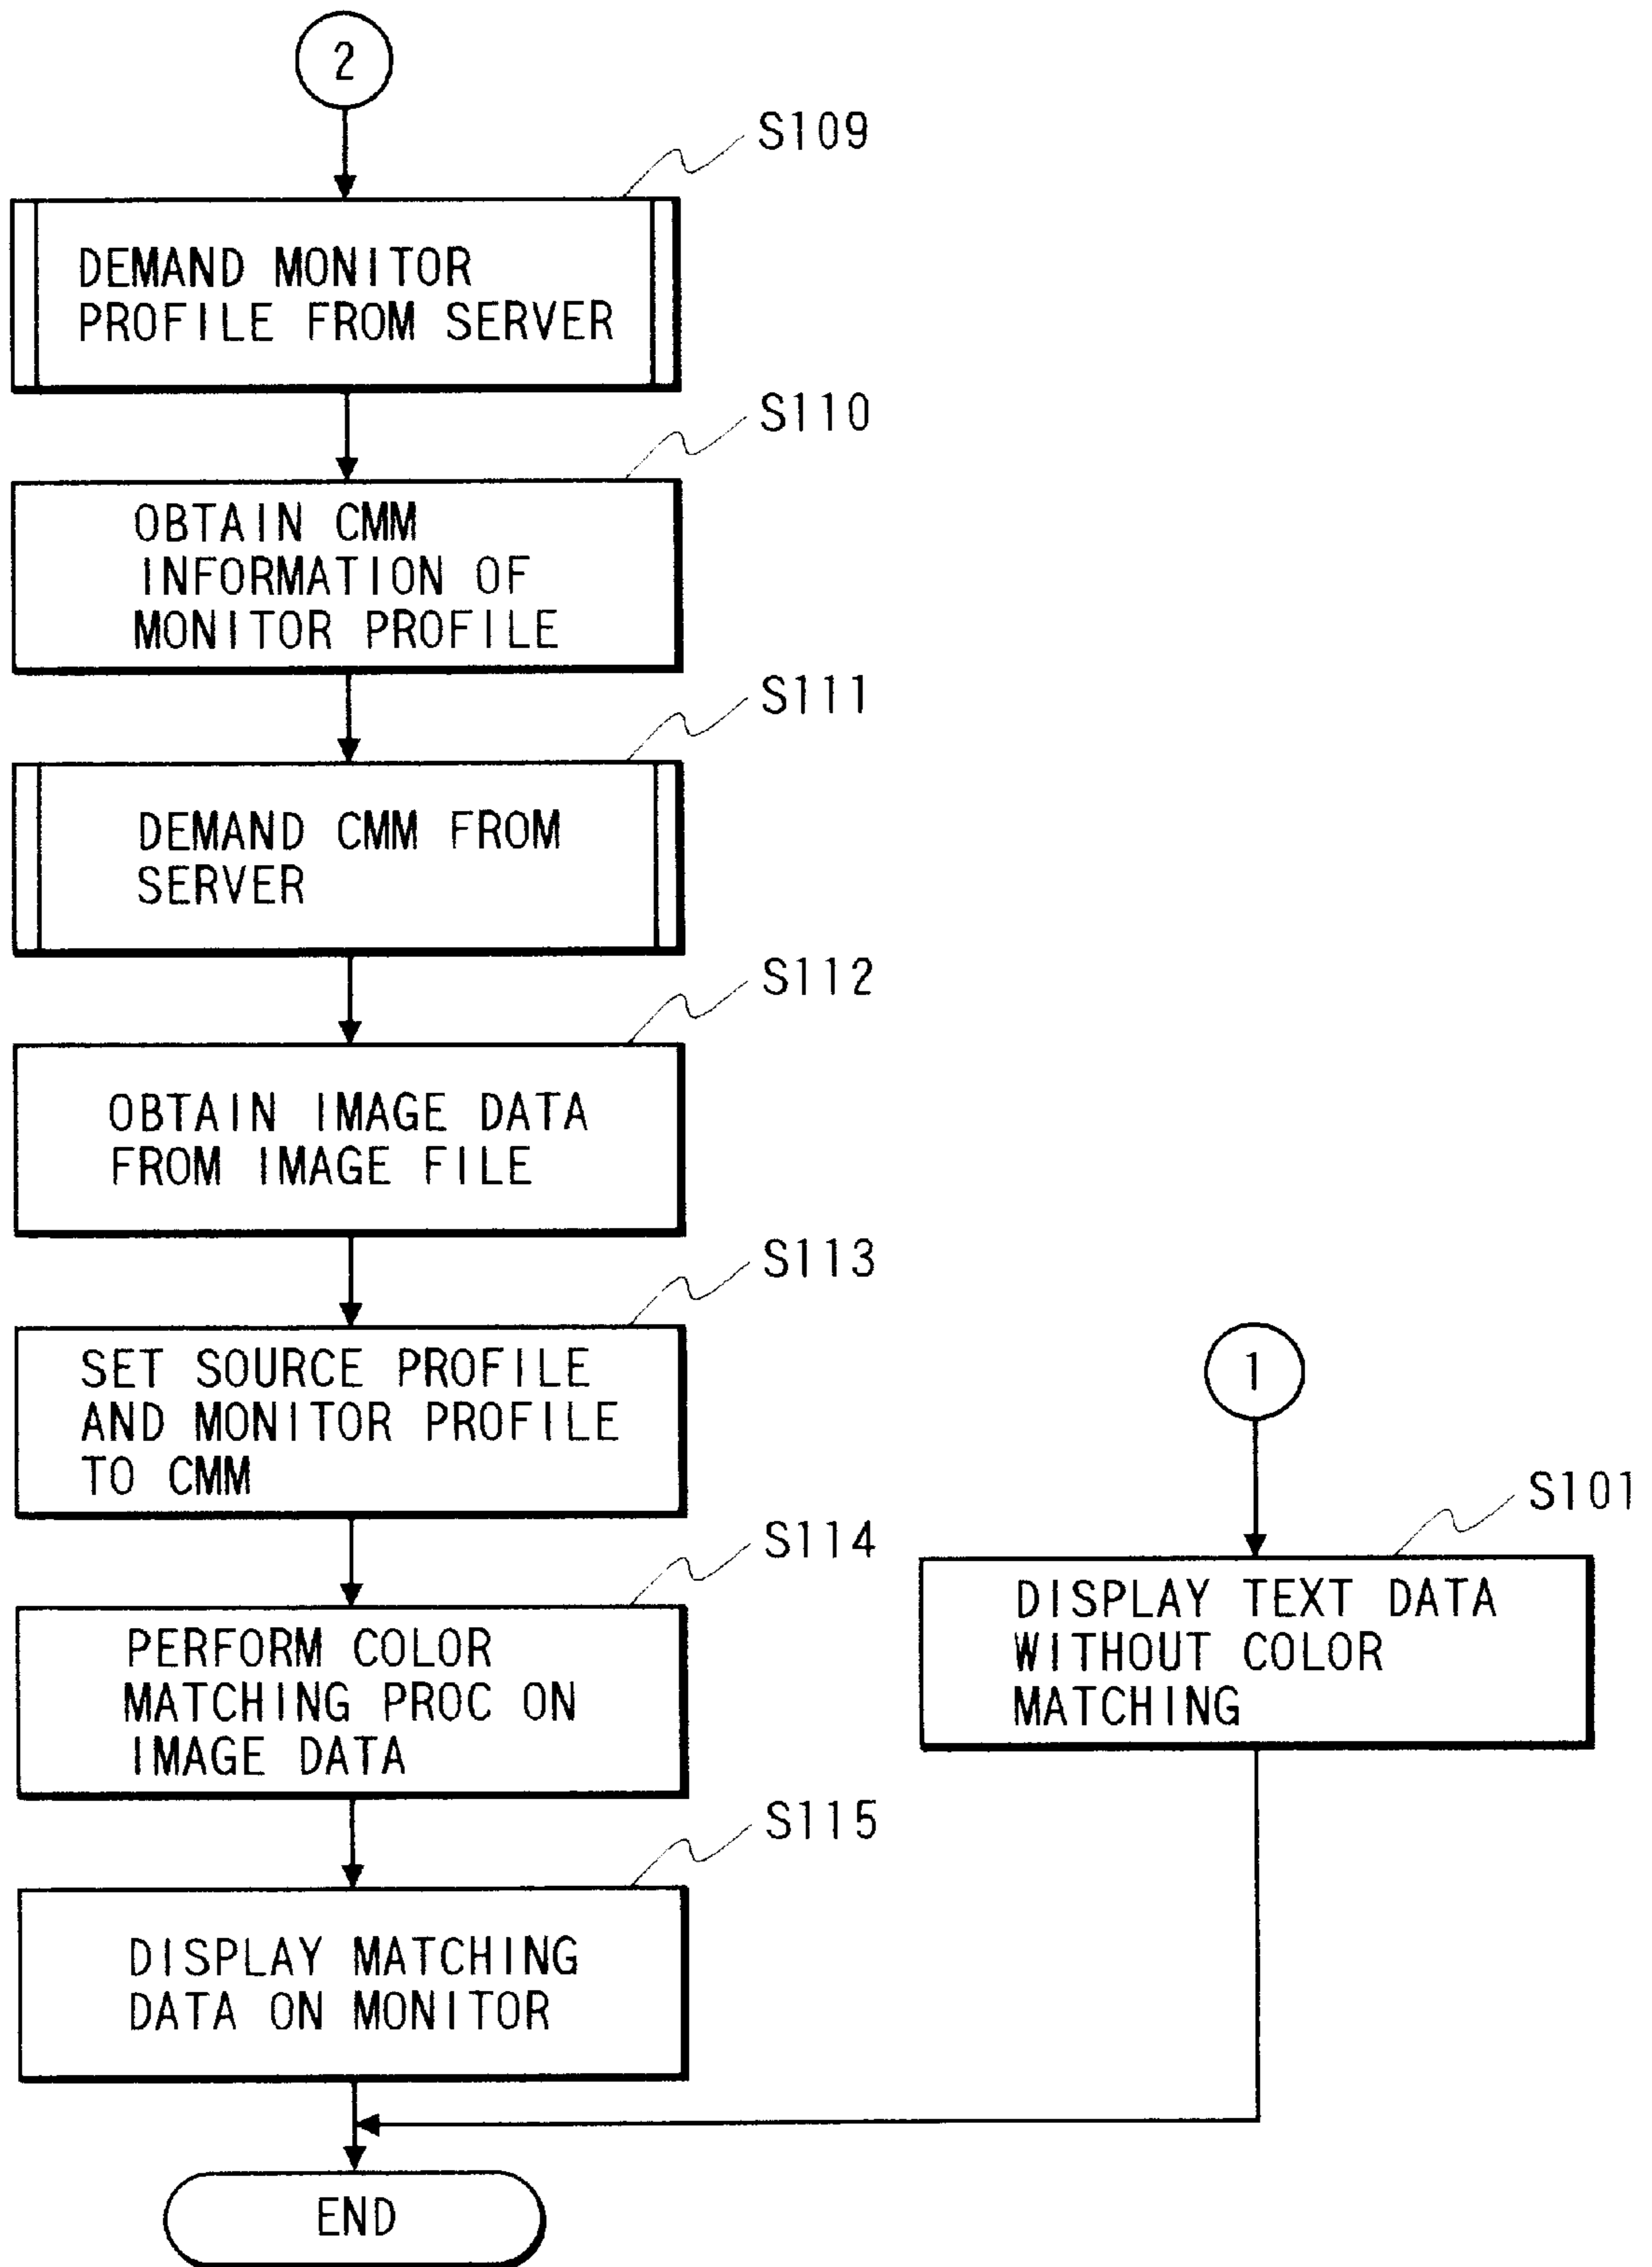 2
S109
DEMAND MONITOR
PROFILE FROM SERVER
S110
OBTAIN CMM
INFORMATION OF
MONITOR PROFILE
S111
DEMAND CMM FROM
SERVER
S112
OBTAIN IMAGE DATA
FROM IMAGE FILE
S113
SET SOURCE PROFILE
AND MONITOR PROFILE
TO CMM
S114
PERFORM COLOR
MATCHING PROC ON
IMAGE DATA
S115
DISPLAY MATCHING
DATA ON MONITOR
1
S101
DISPLAY TEXT DATA
WITHOUT COLOR
MATCHING
END